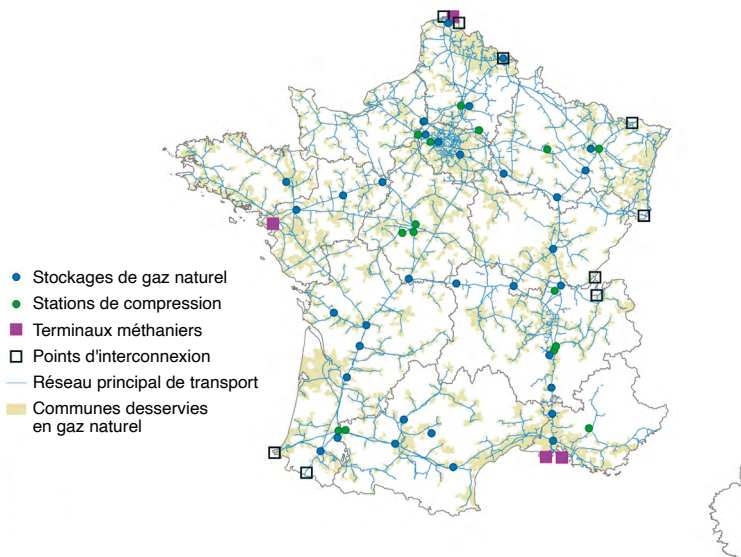 Stockages de gaz naturel
Stations de compression
Terminaux méthaniers
Points d'interconnexion
Réseau principal de transport
Communes desservies
en gaz naturel